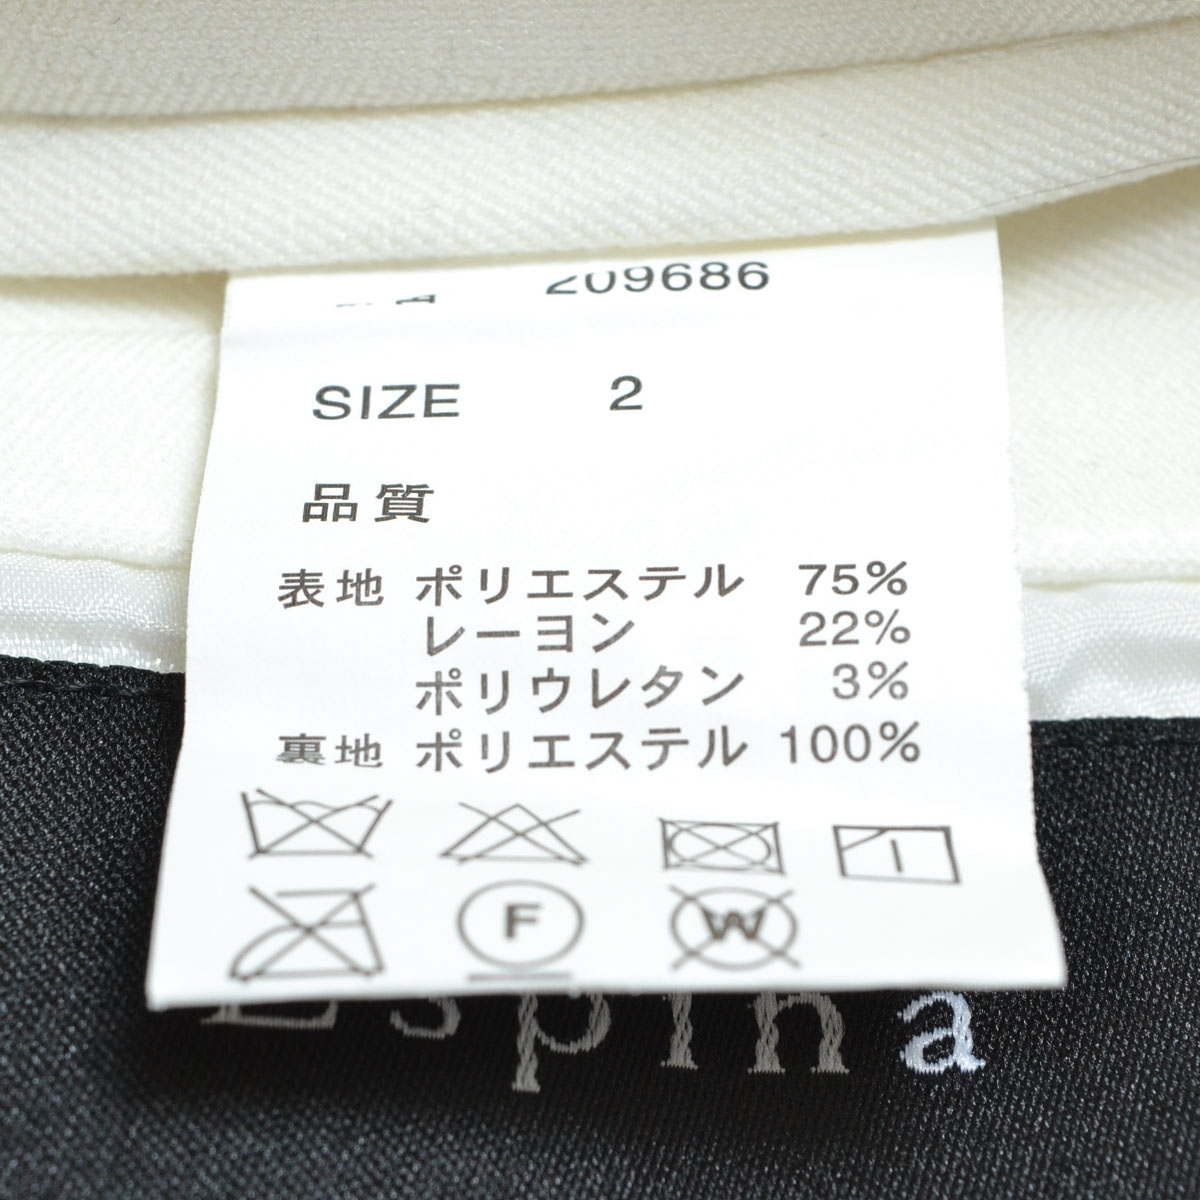 209686
SIZE 2
品質
表地 ポリエステル 75%
レーヨン 22%
ポリウレタン 3%
裏地 ポリエステル 100%
F W
Espina